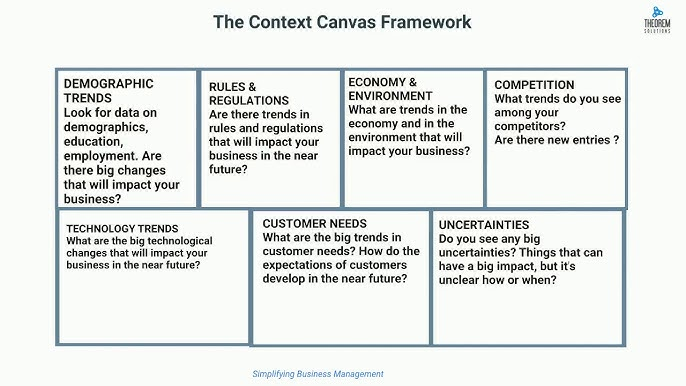 The Context Canvas Framework
THEOREM
SOLUTIONS
DEMOGRAPHIC
TRENDS
Look for data on
demographics,
education,
employment. Are
there big changes
that will impact your
business?
RULES &
REGULATIONS
Are there trends in
rules and regulations
that will impact your
business in the near
future?
ECONOMY &
ENVIRONMENT
What are trends in the
economy and in the
environment that will
impact your business?
COMPETITION
What trends do you see
among your
competitors?
Are there new entries ?
TECHNOLOGY TRENDS
What are the big technological
changes that will impact your
business in the near future?
CUSTOMER NEEDS
What are the big trends in
customer needs? How do the
expectations of customers
develop in the near future?
UNCERTAINTIES
Do you see any big
uncertainties? Things that can
have a big impact, but it's
unclear how or when?
Simplifying Business Management